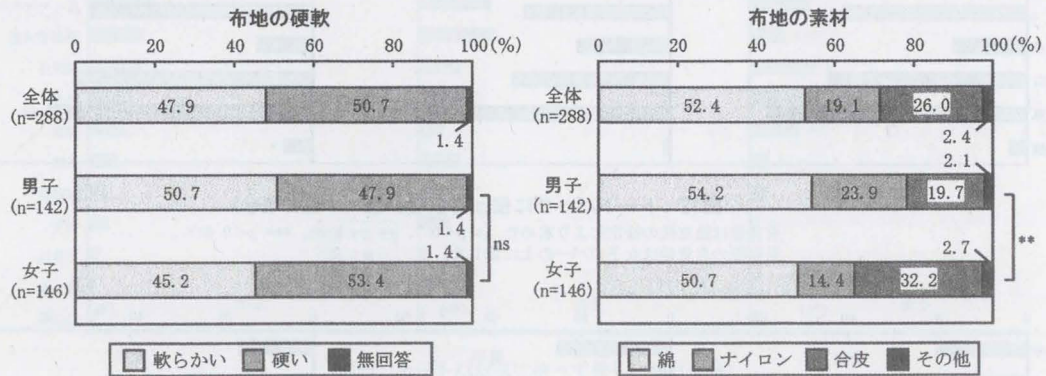 布地の硬軟
0 20 40 60 80 100(%)
全体
(n=288)
47.9 50.7
1.4
男子
(n=142)
50.7 47.9
1.4
1.4
女子
(n=146)
45.2 53.4
ns
軟らかい 硬い 無回答
布地の素材
0 20 40 60 80 100(%)
全体
(n=288)
52.4 19.1 26.0
2.4
2.1
男子
(n=142)
54.2 23.9 19.7
2.7
女子
(n=146)
50.7 14.4 32.2
**
綿 ナイロン 合皮 その他